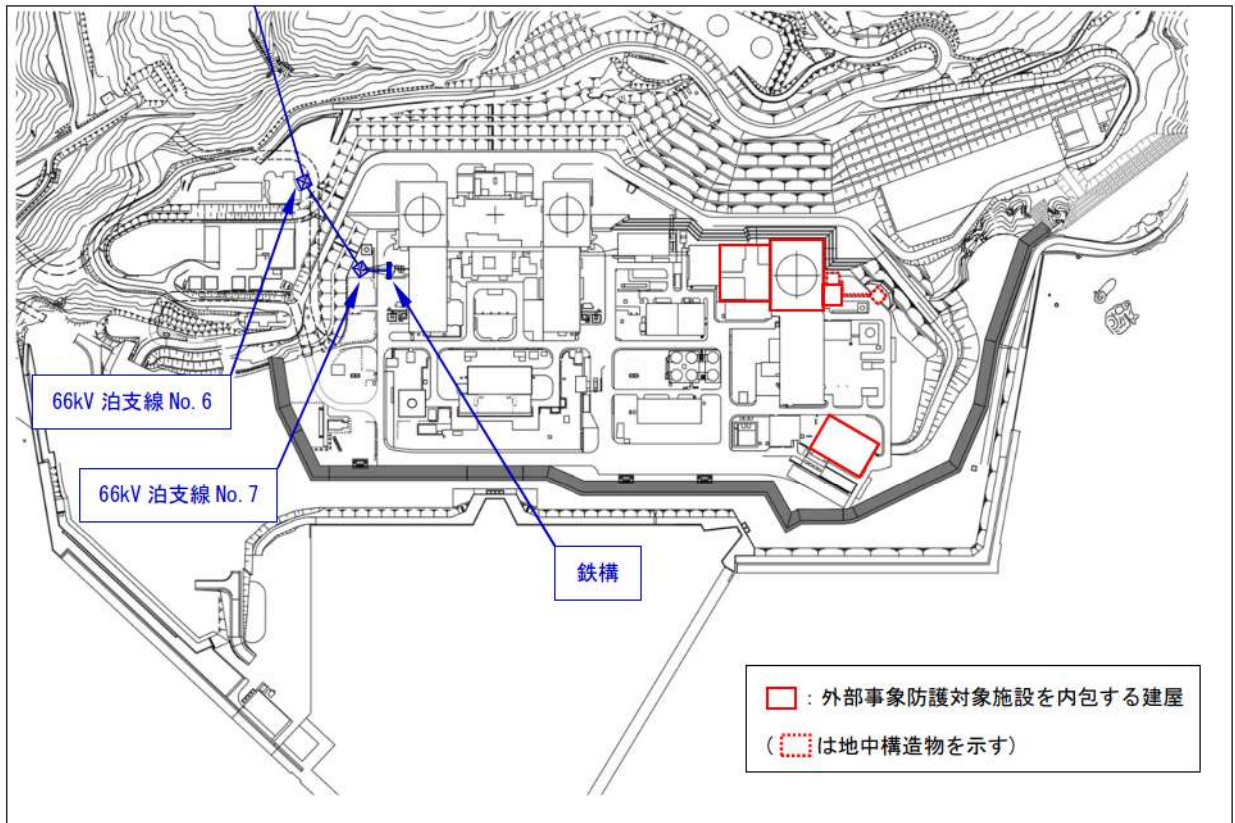 66kV 泊支線 No. 6
66kV 泊支線 No. 7
鉄構
：外部事象防護対象施設を内包する建屋
（ は地中構造物を示す）